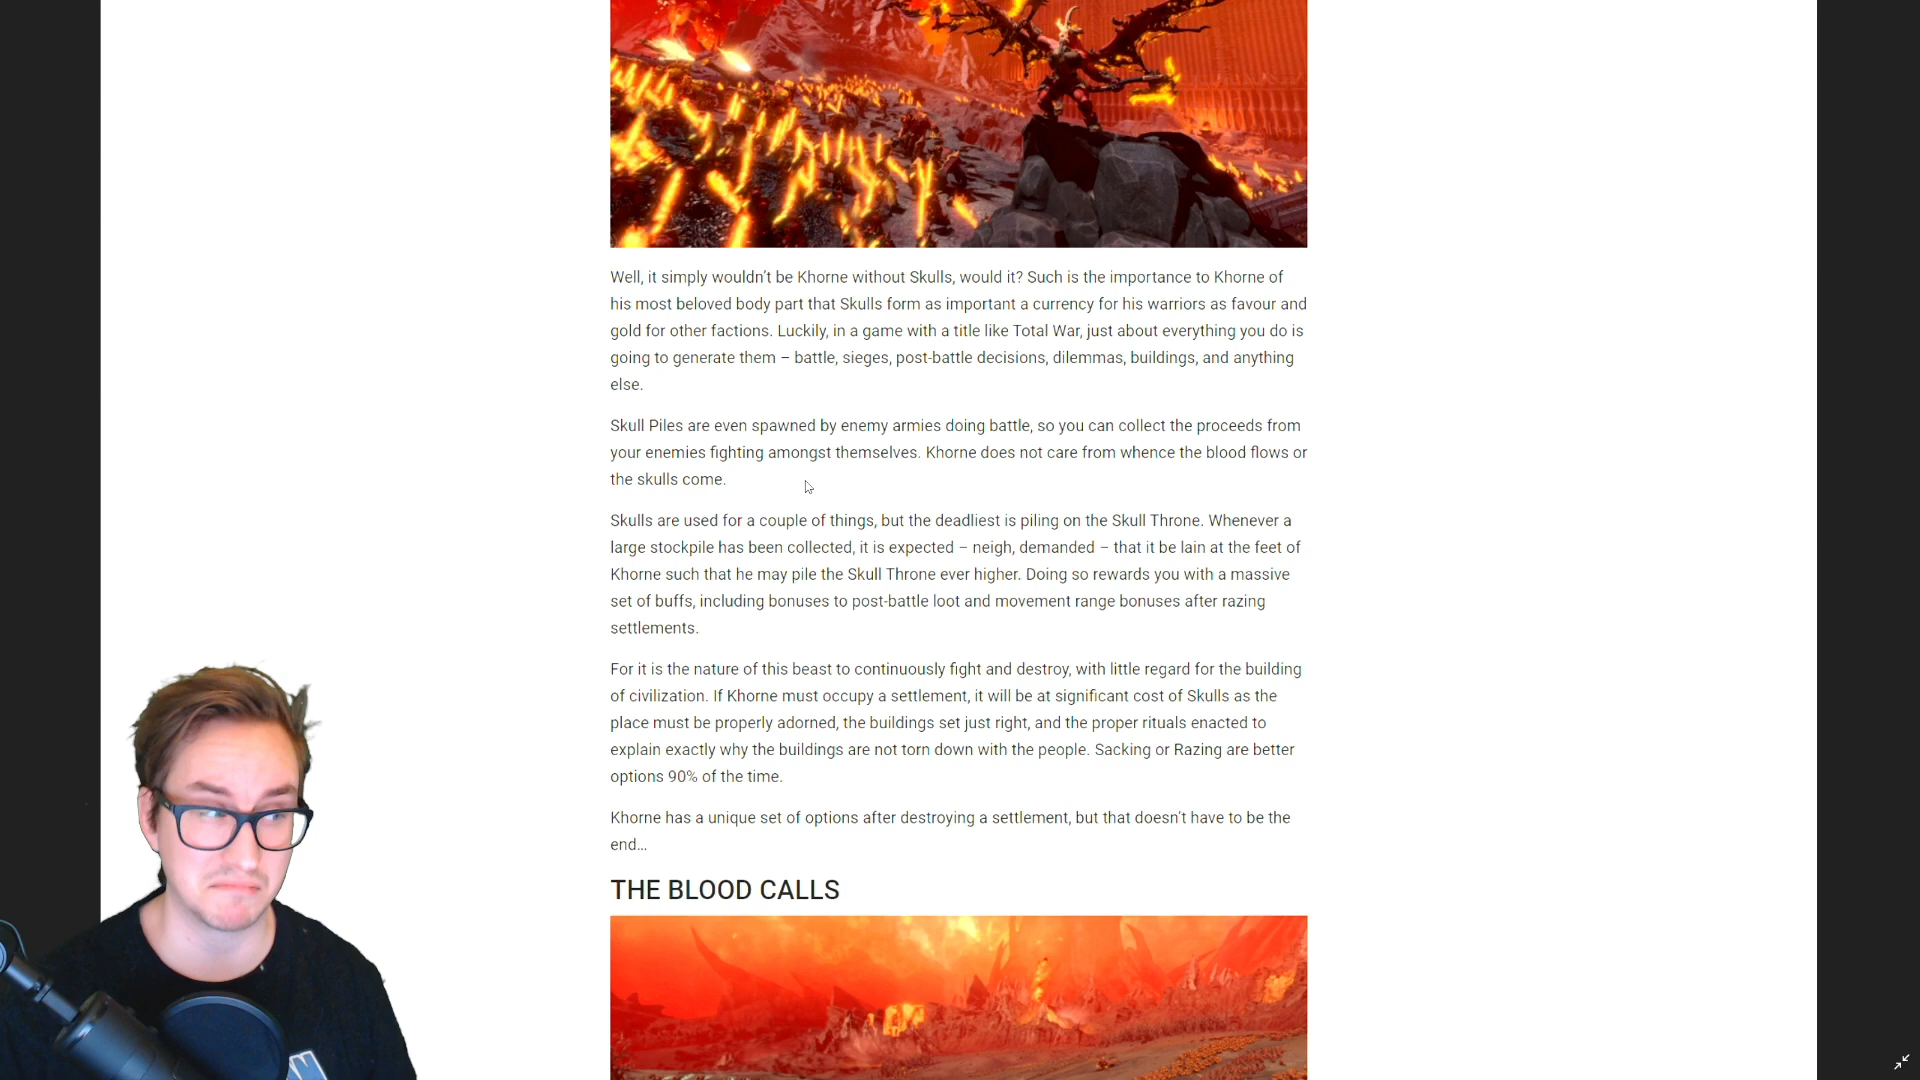 Well, it simply wouldn't be Khorne without Skulls, would it? Such is the importance to Khorne of
his most beloved body part that Skulls form as important a currency for his warriors as favour and
gold for other factions. Luckily, in a game with a title like Total War, just about everything you do is
going to generate them – battle, sieges, post-battle decisions, dilemmas, buildings, and anything
else.
Skull Piles are even spawned by enemy armies doing battle, so you can collect the proceeds from
your enemies fighting amongst themselves. Khorne does not care from whence the blood flows or
the skulls come.
Skulls are used for a couple of things, but the deadliest is piling on the Skull Throne. Whenever a
large stockpile has been collected, it is expected – neigh, demanded – that it be lain at the feet of
Khorne such that he may pile the Skull Throne ever higher. Doing so rewards you with a massive
set of buffs, including bonuses to post-battle loot and movement range bonuses after razing
settlements.
For it is the nature of this beast to continuously fight and destroy, with little regard for the building
of civilization. If Khorne must occupy a settlement, it will be at significant cost of Skulls as the
place must be properly adorned, the buildings set just right, and the proper rituals enacted to
explain exactly why the buildings are not torn down with the people. Sacking or Razing are better
options 90% of the time.
Khorne has a unique set of options after destroying a settlement, but that doesn't have to be the
end…
THE BLOOD CALLS